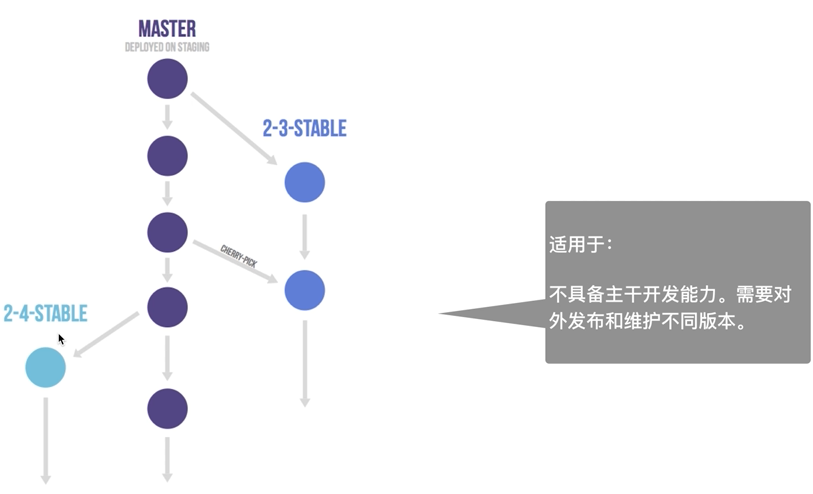 MASTER
DEPLOYED ON STAGING
2-3-STABLE
CHERRY-PICK
2-4-STABLE
适用于：
不具备主干开发能力。需要对
外发布和维护不同版本。